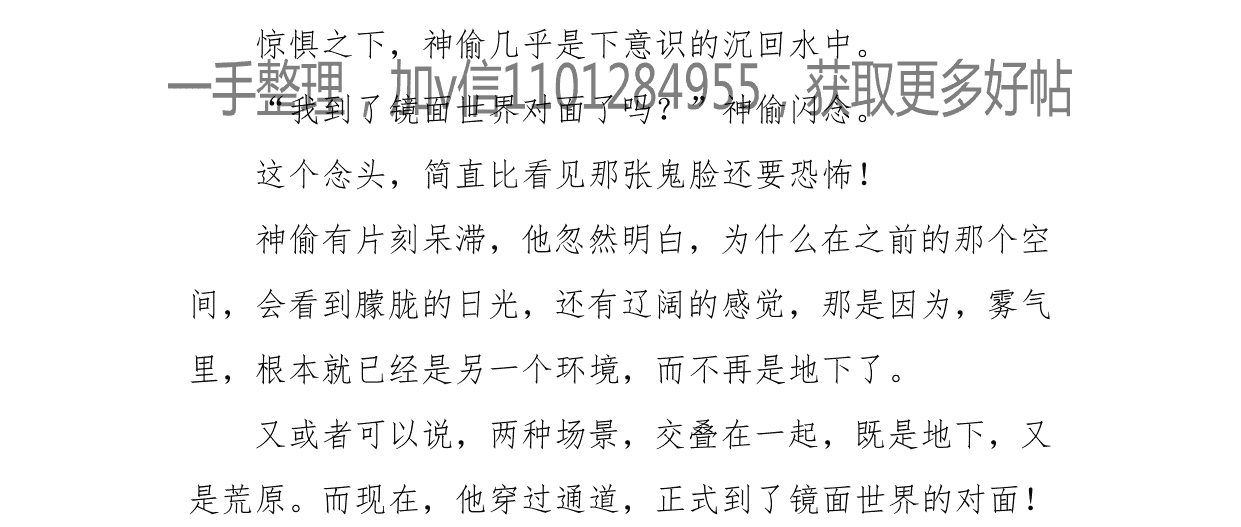 惊惧之下，神偷几乎是下意识的沉回水中。
一手整理，加v信1101284955，获取更多好帖
“我到了镜面世界对面了吗？”神偷闪念。
这个念头，简直比看见那张鬼脸还要恐怖！
神偷有片刻呆滞，他忽然明白，为什么在之前的那个空
间，会看到朦胧的日光，还有辽阔的感觉，那是因为，雾气
里，根本就已经是另一个环境，而不再是地下了。
又或者可以说，两种场景，交叠在一起，既是地下，又
是荒原。而现在，他穿过通道，正式到了镜面世界的对面！